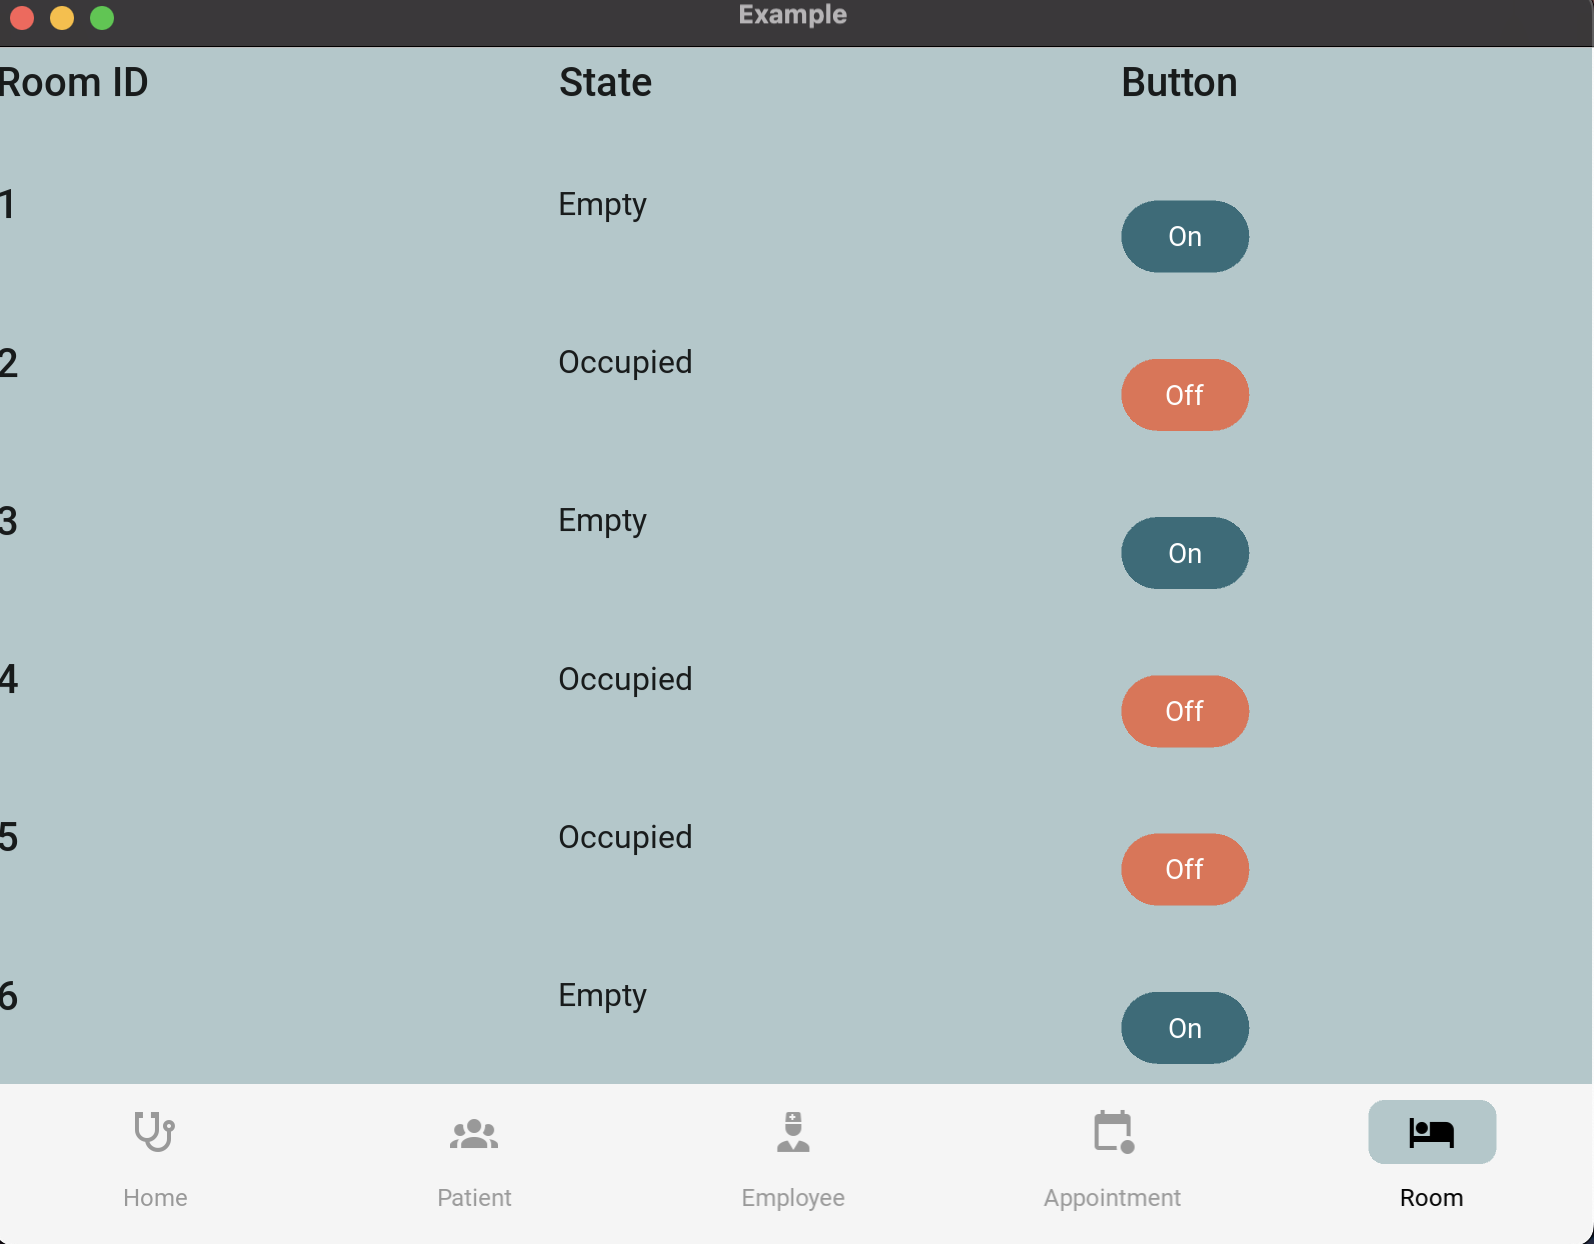 Example
Room ID State Button
1 Empty On
2 Occupied Off
3 Empty On
4 Occupied Off
5 Occupied Off
6 Empty On
Home Patient Employee Appointment Room